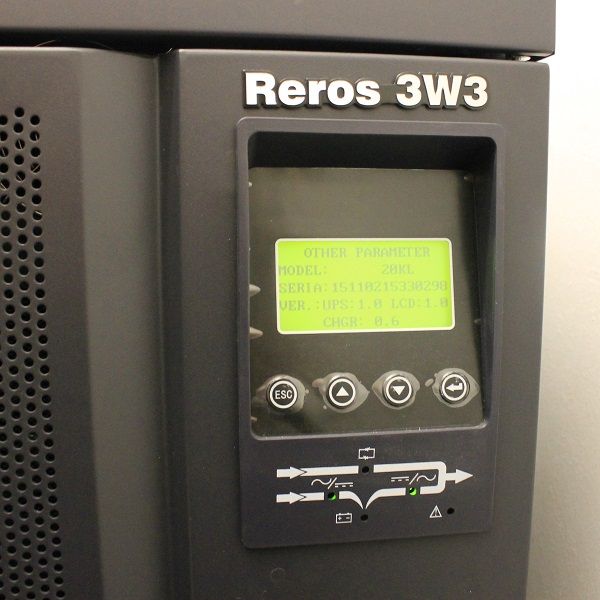 Reros 3W3
OTHER PARAMETER
MODEL: 20KL
SERIA:15110215330298
VER.:UPS:1.0 LCD:1.0
CHGR: 0.6
ESC